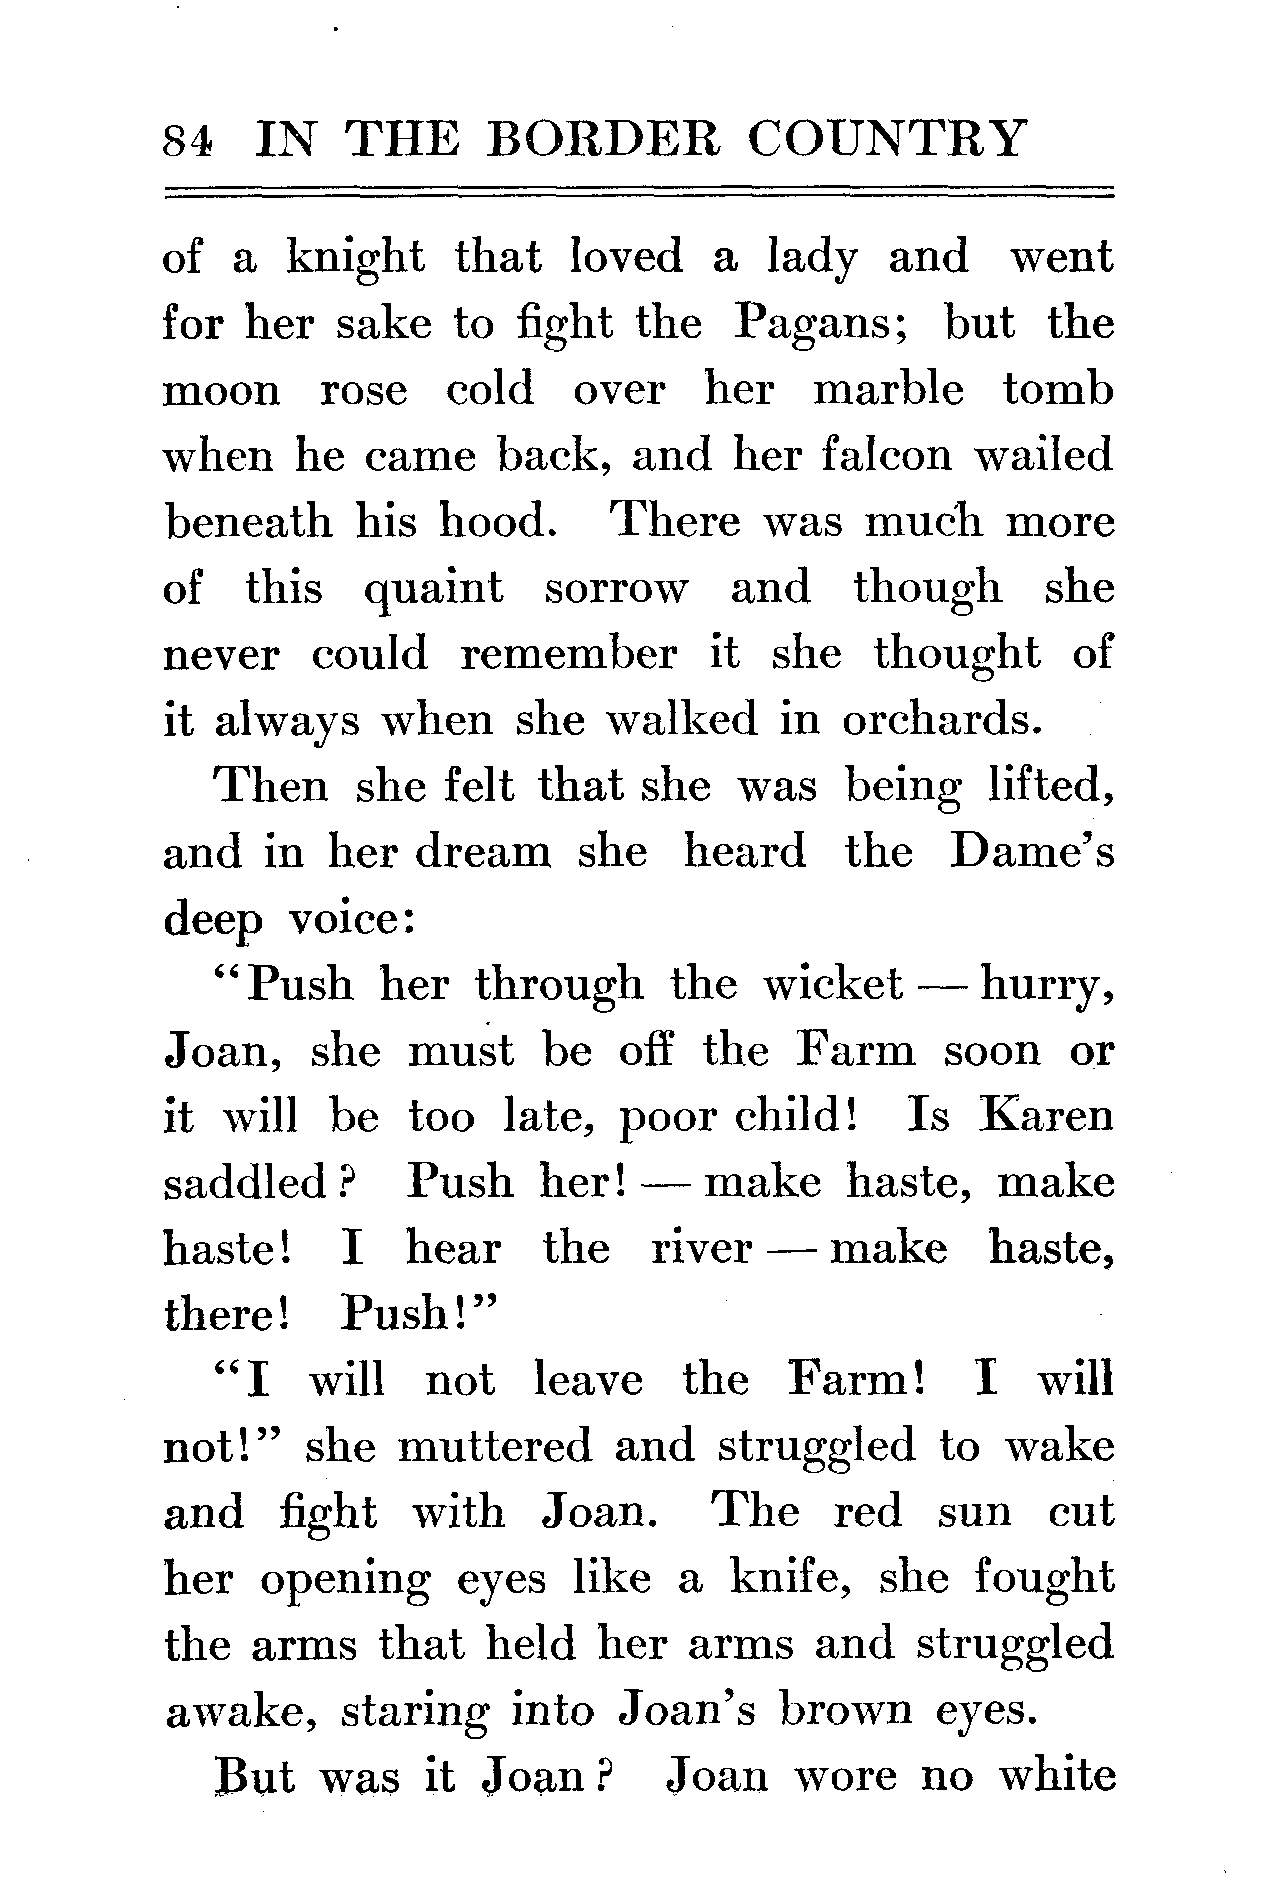 84 IN THE BORDER COUNTRY
of a knight that loved a lady and went
for her sake to fight the Pagans; but the
moon rose cold over her marble tomb
when he came back, and her falcon wailed
beneath his hood. There was much more
of this quaint sorrow and though she
never could remember it she thought of
it always when she walked in orchards.
Then she felt that she was being lifted,
and in her dream she heard the Dame's
deep voice:
“Push her through the wicket — hurry,
Joan, she must be off the Farm soon or
it will be too late, poor child! Is Karen
saddled? Push her! — make haste, make
haste! I hear the river — make haste,
there! Push!”
“I will not leave the Farm! I will
not!” she muttered and struggled to wake
and fight with Joan. The red sun cut
her opening eyes like a knife, she fought
the arms that held her arms and struggled
awake, staring into Joan's brown eyes.
But was it Joan? Joan wore no white